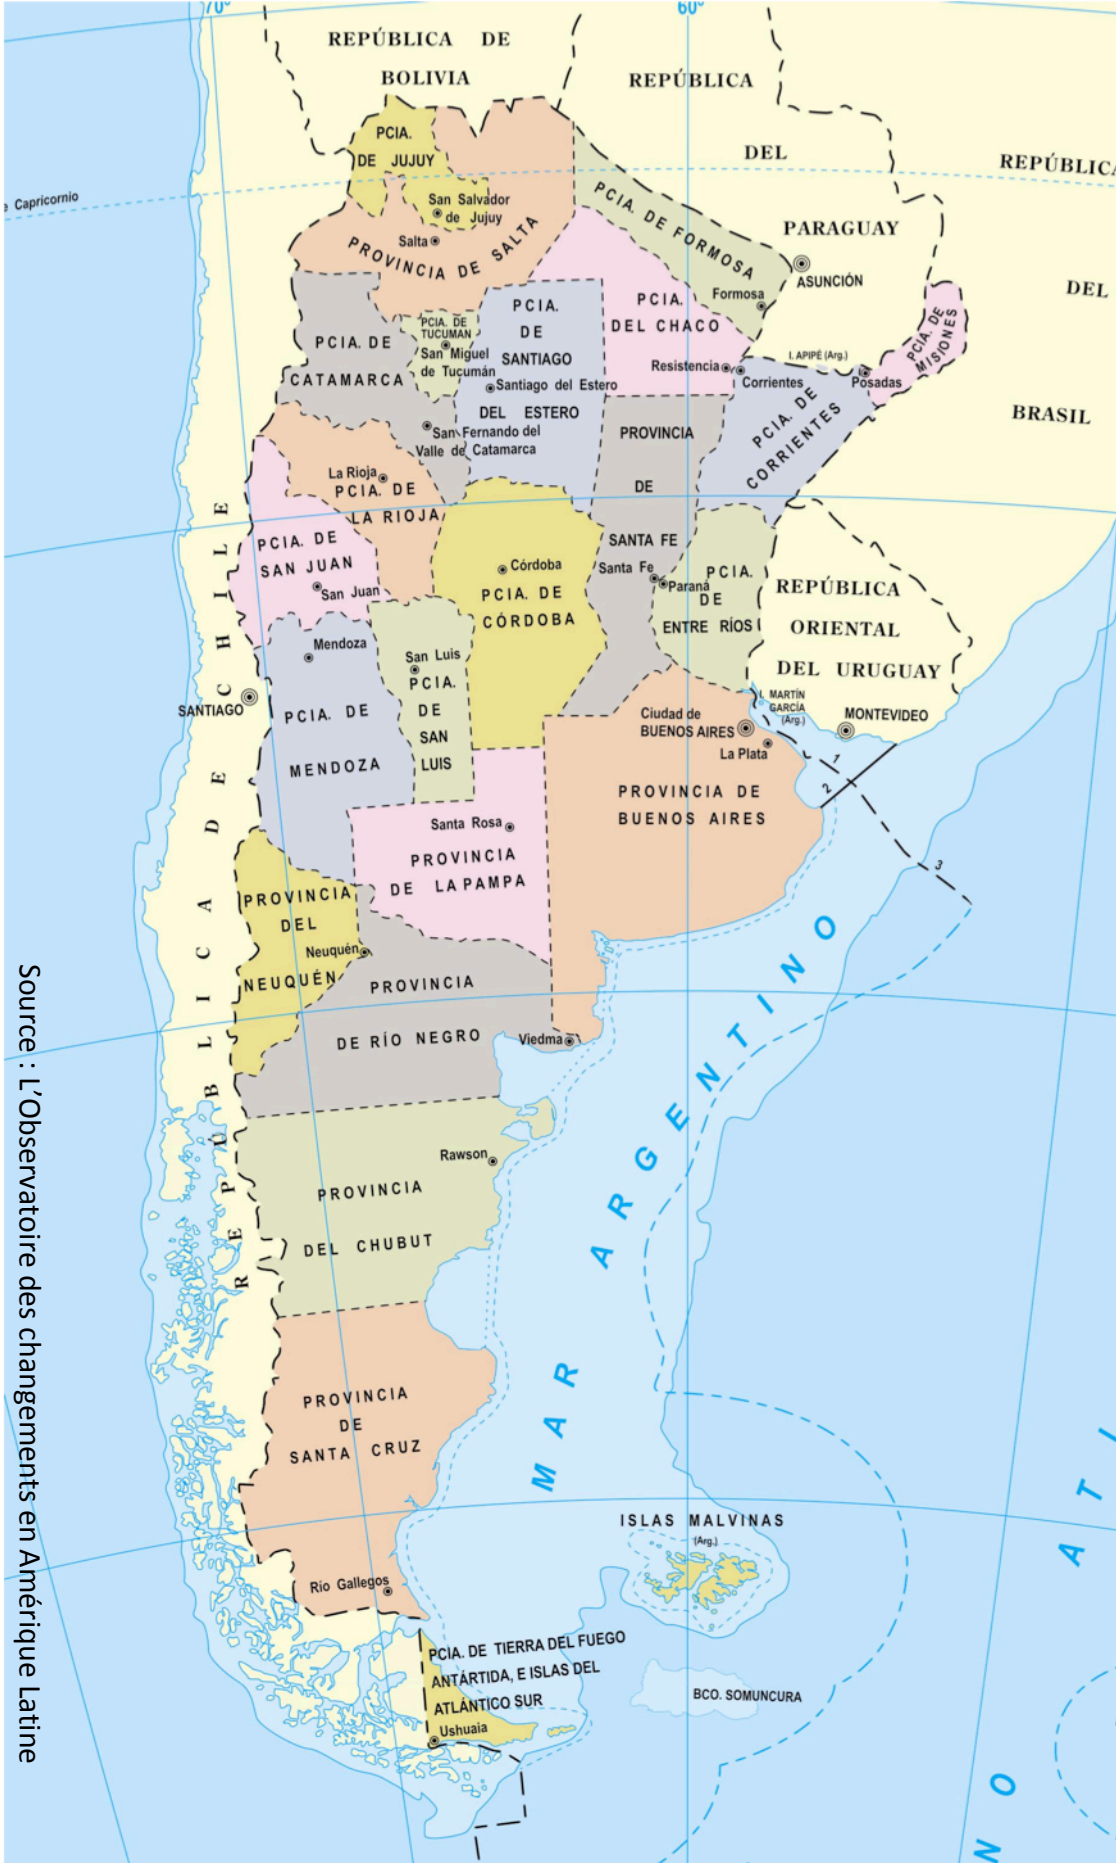 70°
60°
REPÚBLICA DE
BOLIVIA
REPÚBLICA
DEL
PARAGUAY
ASUNCIÓN
REPÚBLICA
DEL
BRASIL
e Capricornio
PCIA.
DE JUJUY
San Salvador
de Jujuy
Salta
PROVINCIA DE SALTA
PCIA. DE FORMOSA
Formosa
PCIA.
DEL CHACO
Resistencia
I. APIPÉ (Arg.)
Corrientes
Posadas
PCIA. DE
MISIONES
PCIA. DE
CORRIENTES
PCIA. DE
CATAMARCA
PCIA. DE
TUCUMAN
San Miguel
de Tucumán
PCIA.
DE
SANTIAGO
Santiago del Estero
DEL ESTERO
San Fernando del
Valle de Catamarca
PROVINCIA
DE
SANTA FE
Santa Fe
La Rioja
PCIA. DE
LA RIOJA
PCIA. DE
SAN JUAN
San Juan
Córdoba
PCIA. DE
CÓRDOBA
Paraná
PCIA.
DE
ENTRE RÍOS
REPÚBLICA
ORIENTAL
DEL URUGUAY
MONTEVIDEO
I. MARTÍN
GARCÍA
(Arg.)
Mendoza
PCIA. DE
MENDOZA
San Luis
PCIA.
DE
SAN
LUIS
SANTIAGO
REPÚBLICA DE CHILE
Ciudad de
BUENOS AIRES
La Plata
PROVINCIA DE
BUENOS AIRES
1
2
3
Santa Rosa
PROVINCIA
DE LA PAMPA
PROVINCIA
DEL
Neuquén
NEUQUÉN
PROVINCIA
DE RÍO NEGRO
Viedma
Rawson
PROVINCIA
DEL CHUBUT
MAR ARGENTINO
PROVINCIA
DE
SANTA CRUZ
Río Gallegos
ISLAS MALVINAS
(Arg.)
PCIA. DE TIERRA DEL FUEGO
ANTÁRTIDA, E ISLAS DEL
ATLÁNTICO SUR
Ushuaia
BCO. SOMUNCURA
A T L
N O
Source : L’Observatoire des changements en Amérique Latine